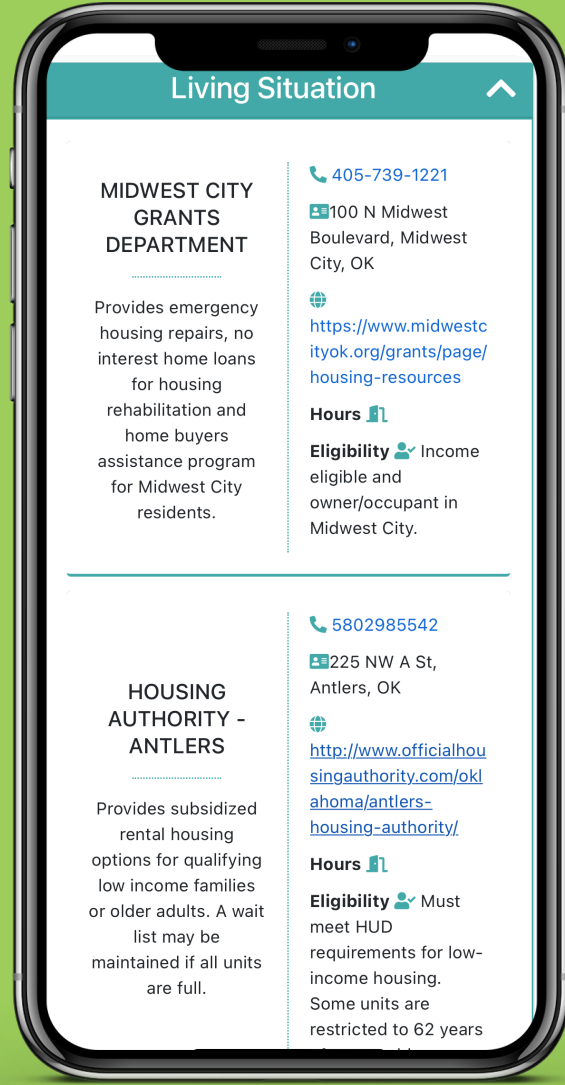 Living Situation
MIDWEST CITY
GRANTS
DEPARTMENT
Provides emergency
housing repairs, no
interest home loans
for housing
rehabilitation and
home buyers
assistance program
for Midwest City
residents.
405-739-1221
100 N Midwest
Boulevard, Midwest
City, OK
https://www.midwestc
ityok.org/grants/page/
housing-resources
Hours
Eligibility Income
eligible and
owner/occupant in
Midwest City.
HOUSING
AUTHORITY -
ANTLERS
Provides subsidized
rental housing
options for qualifying
low income families
or older adults. A wait
list may be
maintained if all units
are full.
5802985542
225 NW A St,
Antlers, OK
http://www.officialhou
singauthority.com/okl
ahoma/antlers-
housing-authority/
Hours
Eligibility Must
meet HUD
requirements for low-
income housing.
Some units are
restricted to 62 years